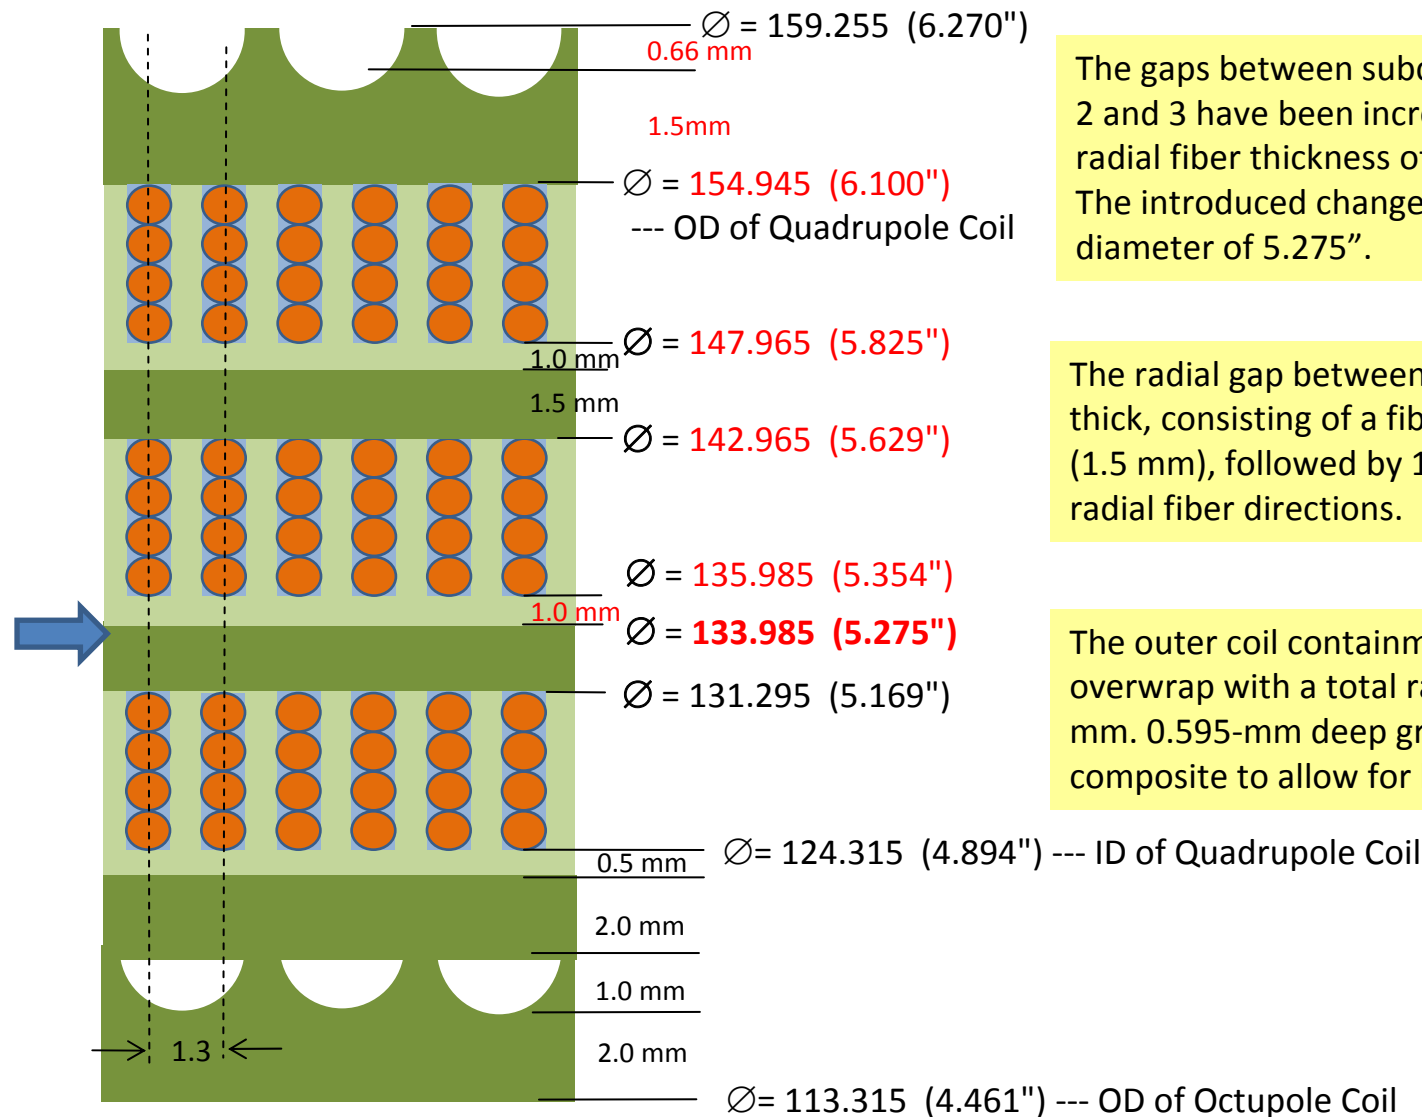 ∅ = 159.255 (6.270")
0.66 mm
1.5mm
∅ = 154.945 (6.100")
--- OD of Quadrupole Coil
∅ = 147.965 (5.825")
1.0 mm
1.5 mm
∅ = 142.965 (5.629")
∅ = 135.985 (5.354")
1.0 mm
∅ = 133.985 (5.275")
∅ = 131.295 (5.169")
∅= 124.315 (4.894") --- ID of Quadrupole Coil
0.5 mm
2.0 mm
1.0 mm
1.3
2.0 mm
∅= 113.315 (4.461") --- OD of Octupole Coil
The gaps between
2 and 3 have been
radial fiber thickness
The introduced change
diameter of 5.275”.
The radial gap between
thick, consisting of a
(1.5 mm), followed by
radial fiber directions.
The outer coil
overwrap with a total
mm. 0.595-mm deep
composite to allow for